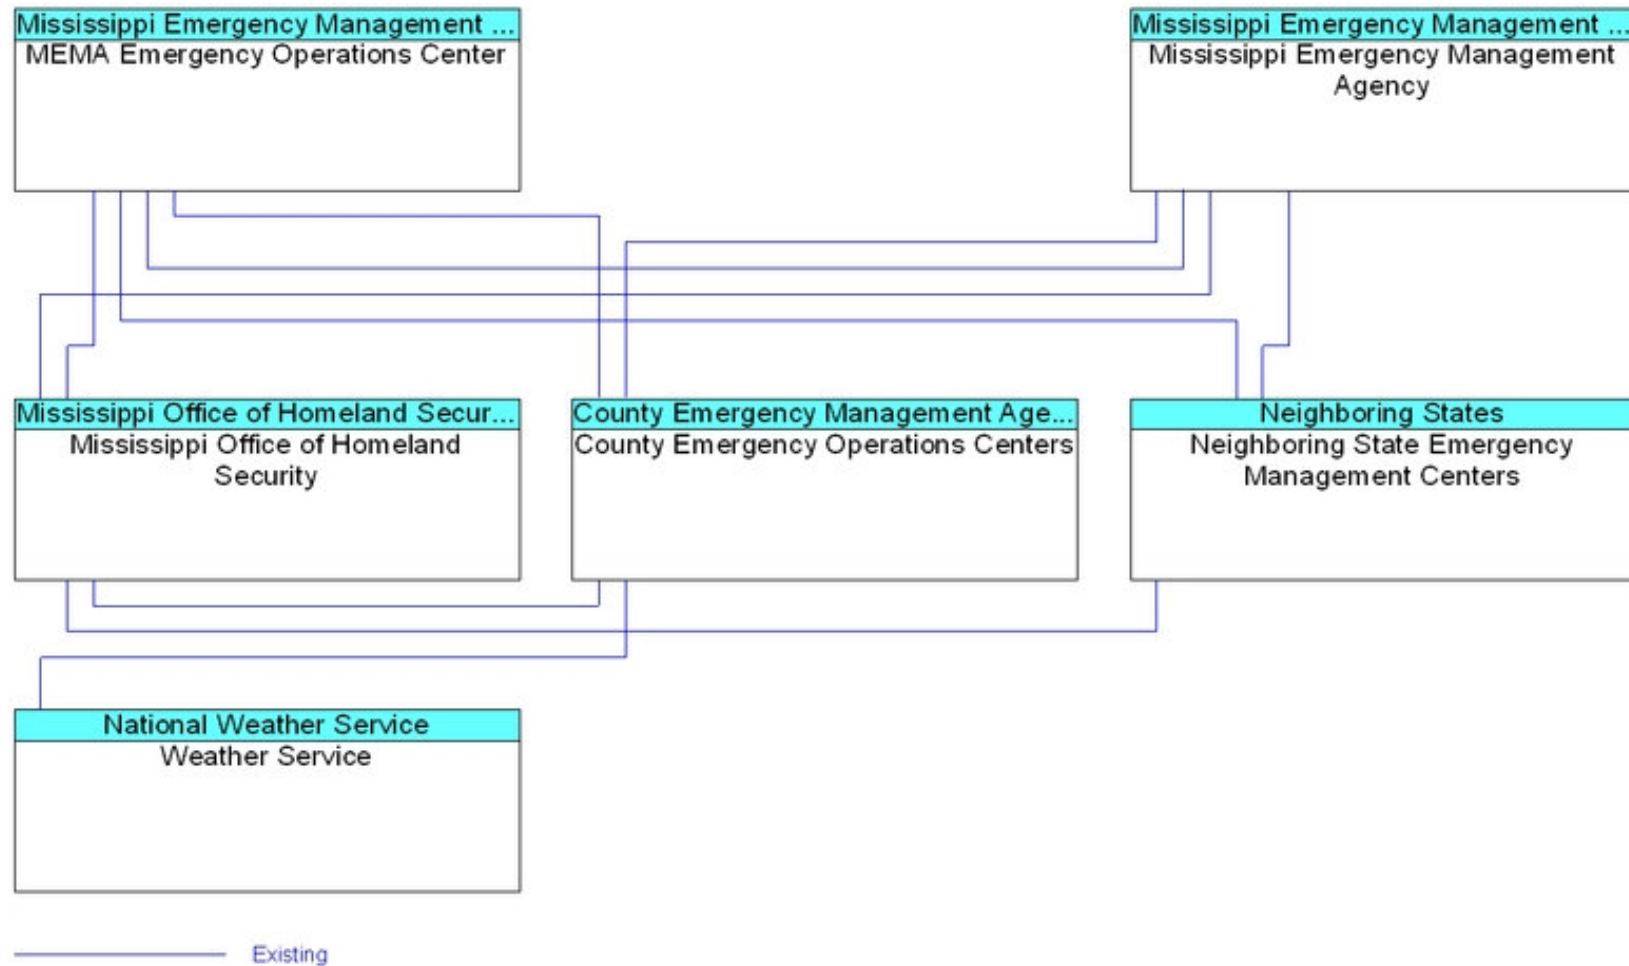 Mississippi Emergency Management ...
MEMA Emergency Operations Center
Mississippi Emergency Management ...
Mississippi Emergency Management
Agency
Mississippi Office of Homeland Secur...
Mississippi Office of Homeland
Security
County Emergency Management Age...
County Emergency Operations Centers
Neighboring States
Neighboring State Emergency
Management Centers
National Weather Service
Weather Service
Existing